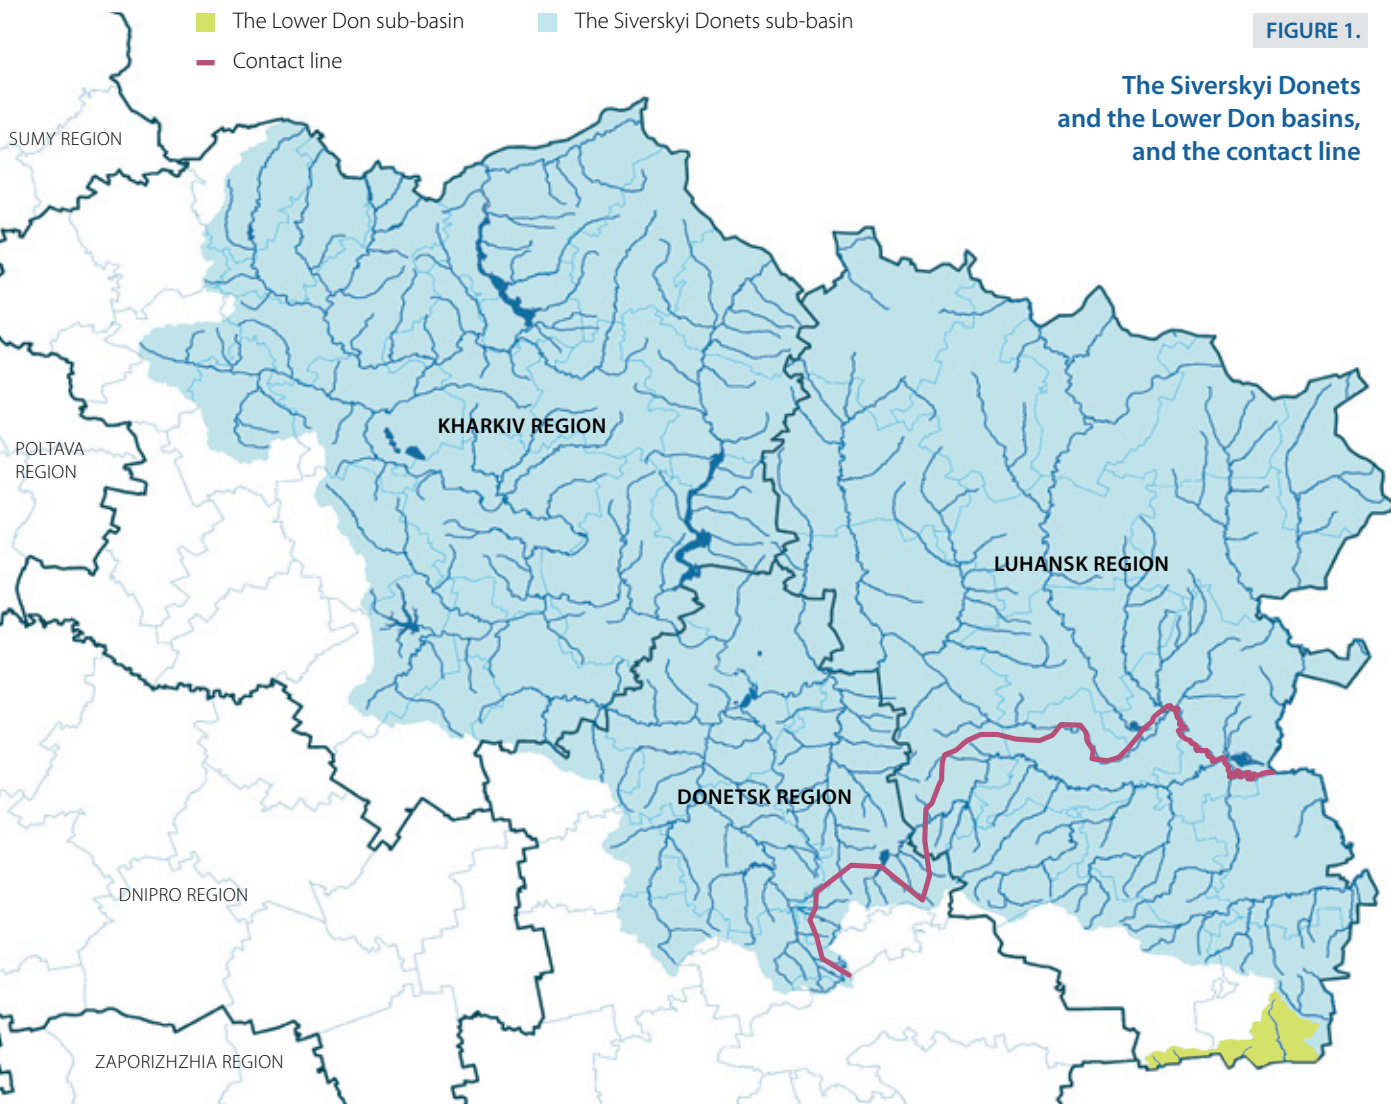 The Lower Don sub-basin
The Siverskyi Donets sub-basin
Contact line
FIGURE 1.
The Siverskyi Donets
and the Lower Don basins,
and the contact line
SUMY REGION
KHARKIV REGION
POLTAVA
REGION
LUHANSK REGION
DONETSK REGION
DNIPRO REGION
ZAPORIZHZHIA REGION